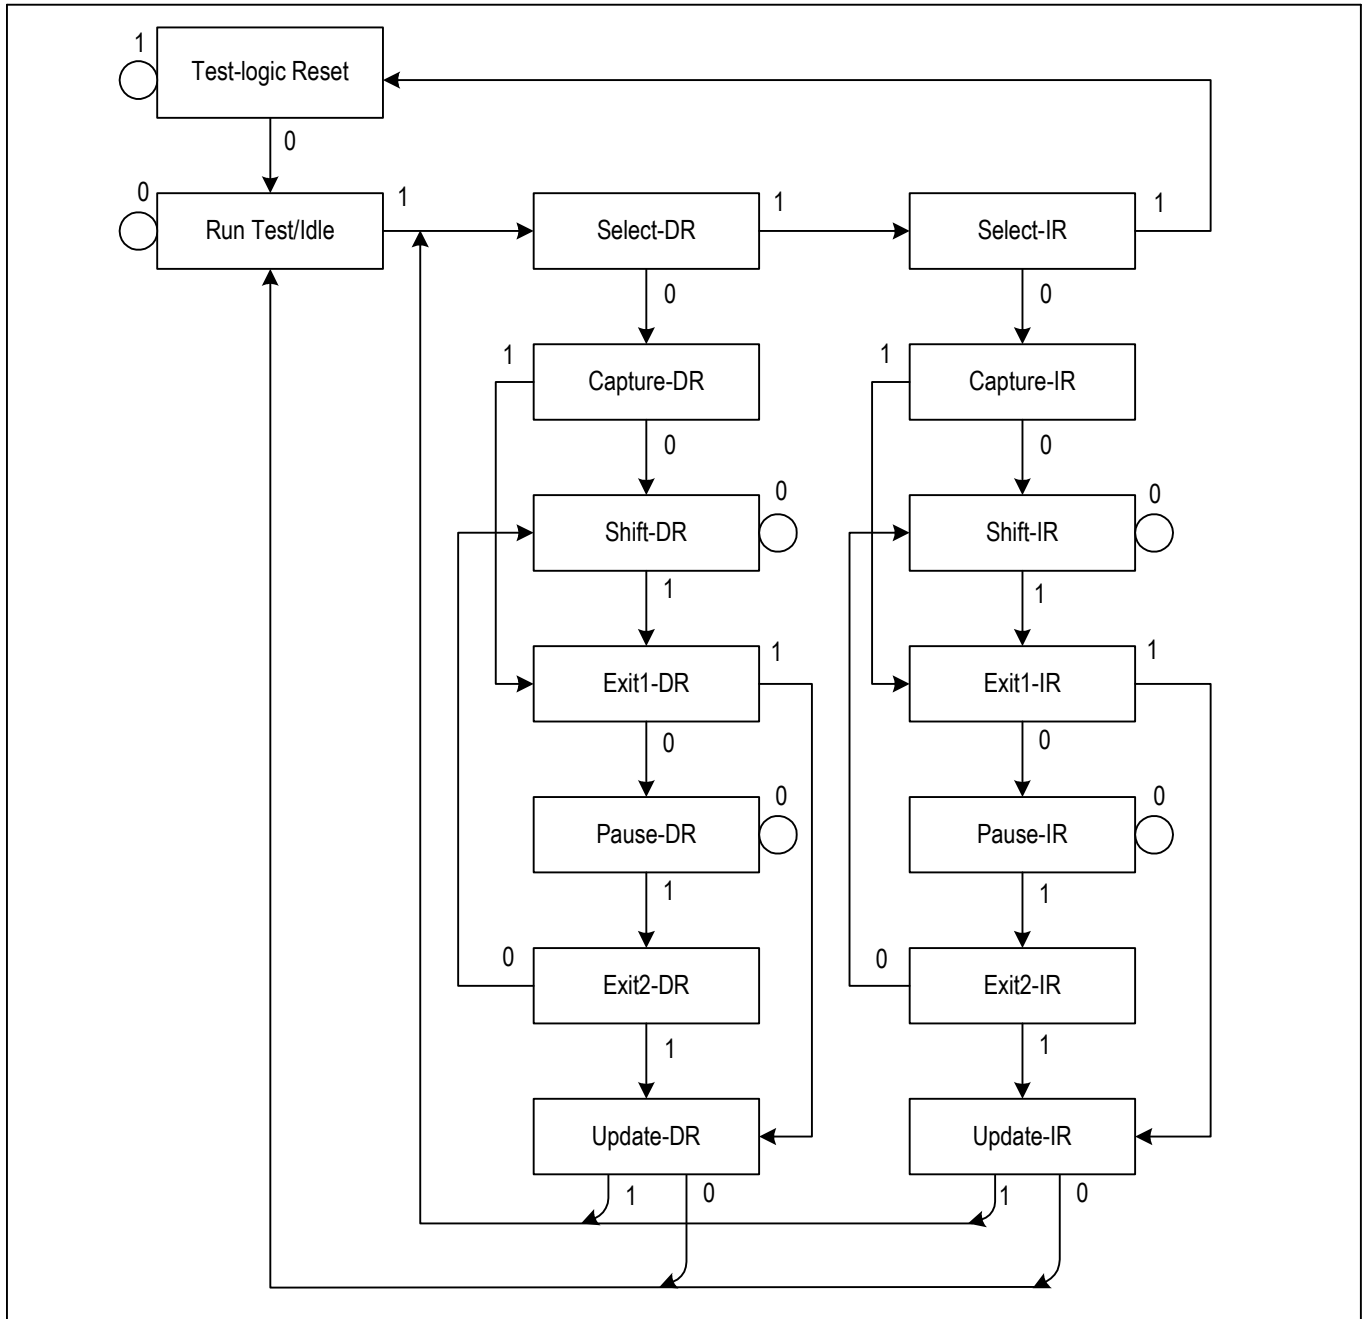 1
Test-logic Reset
0
0
Run Test/Idle
1
Select-DR
1
Select-IR
1
0
0
1
Capture-DR
1
Capture-IR
0
0
Shift-DR
0
Shift-IR
0
1
1
Exit1-DR
1
Exit1-IR
1
0
0
Pause-DR
0
Pause-IR
0
1
1
0
Exit2-DR
0
Exit2-IR
1
1
Update-DR
Update-IR
1
0
1
0